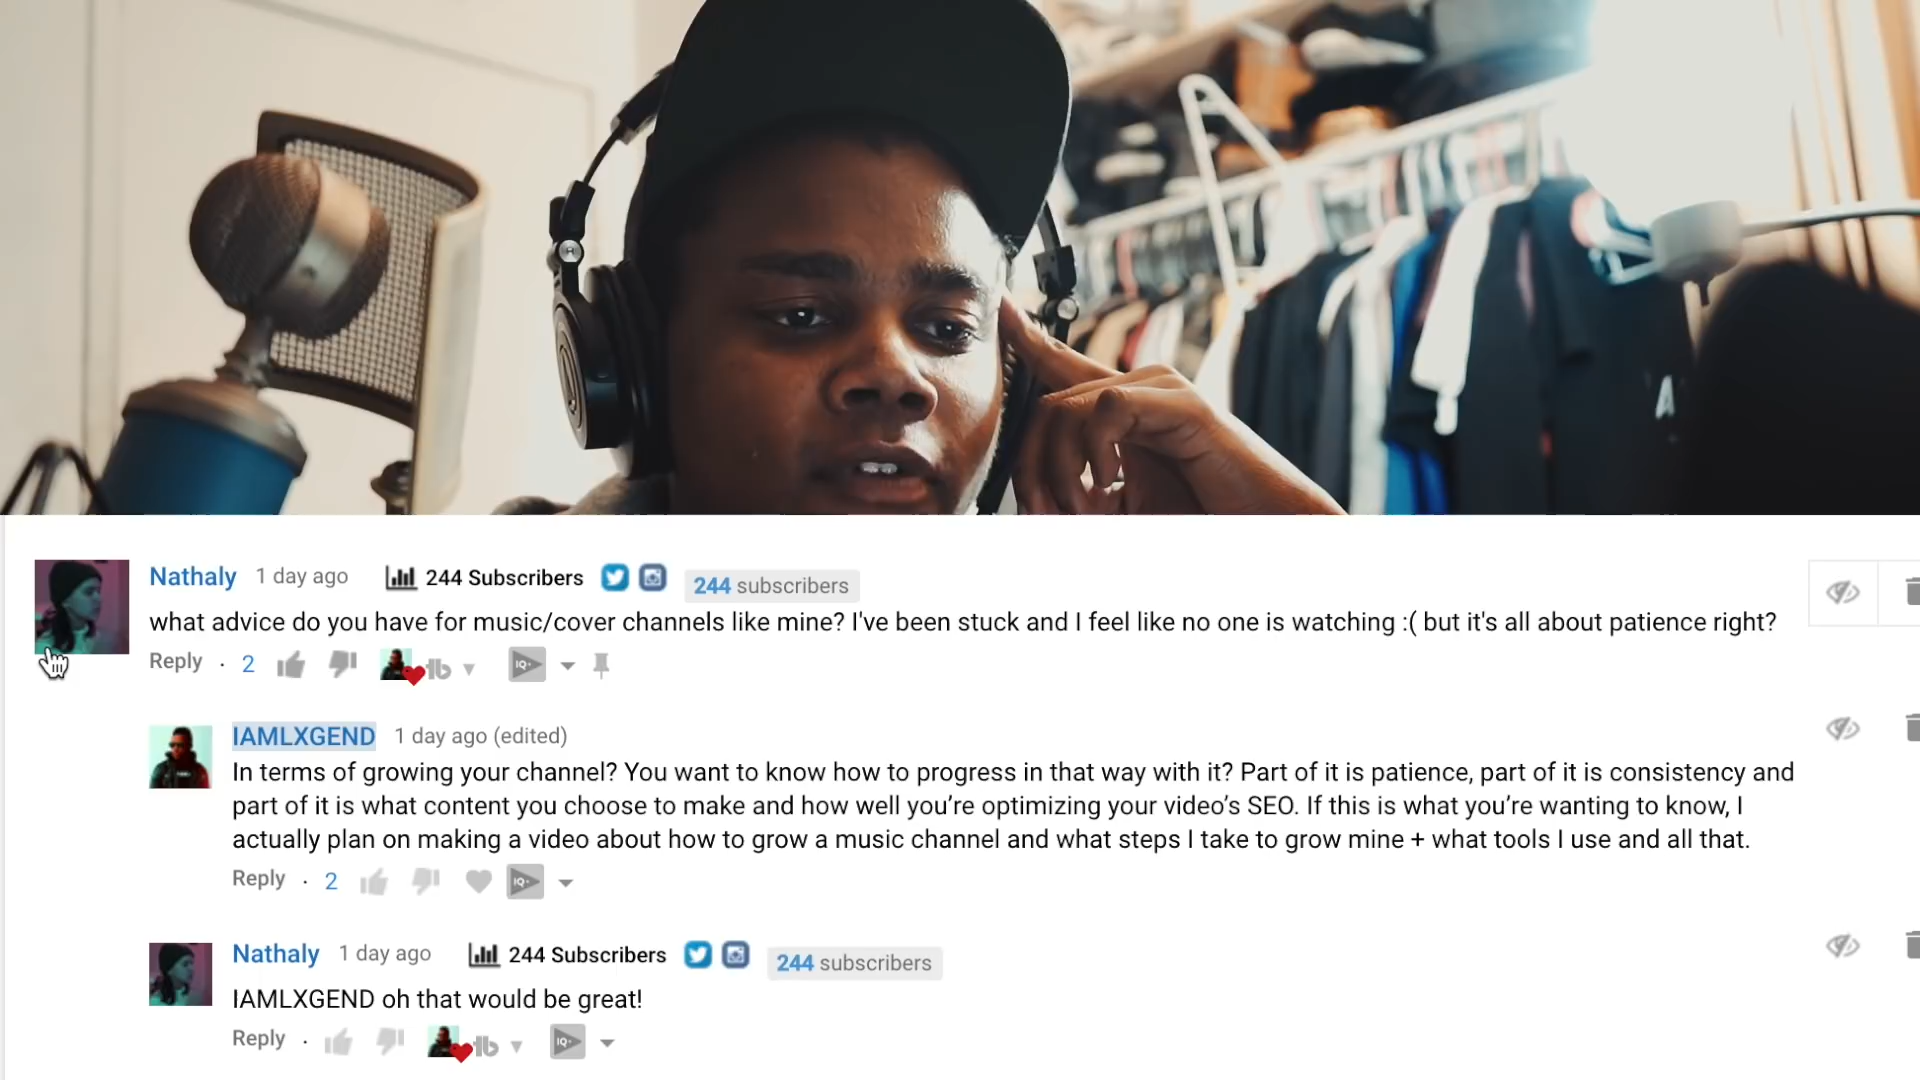 Nathaly 1 day ago 244 Subscribers 244 subscribers
what advice do you have for music/cover channels like mine? I've been stuck and I feel like no one is watching :( but it's all about patience right?
Reply · 2 tb IQ+
IAMLXGEND 1 day ago (edited)
In terms of growing your channel? You want to know how to progress in that way with it? Part of it is patience, part of it is consistency and
part of it is what content you choose to make and how well you’re optimizing your video’s SEO. If this is what you’re wanting to know, I
actually plan on making a video about how to grow a music channel and what steps I take to grow mine + what tools I use and all that.
Reply · 2 IQ+
Nathaly 1 day ago 244 Subscribers 244 subscribers
IAMLXGEND oh that would be great!
Reply · tb IQ+